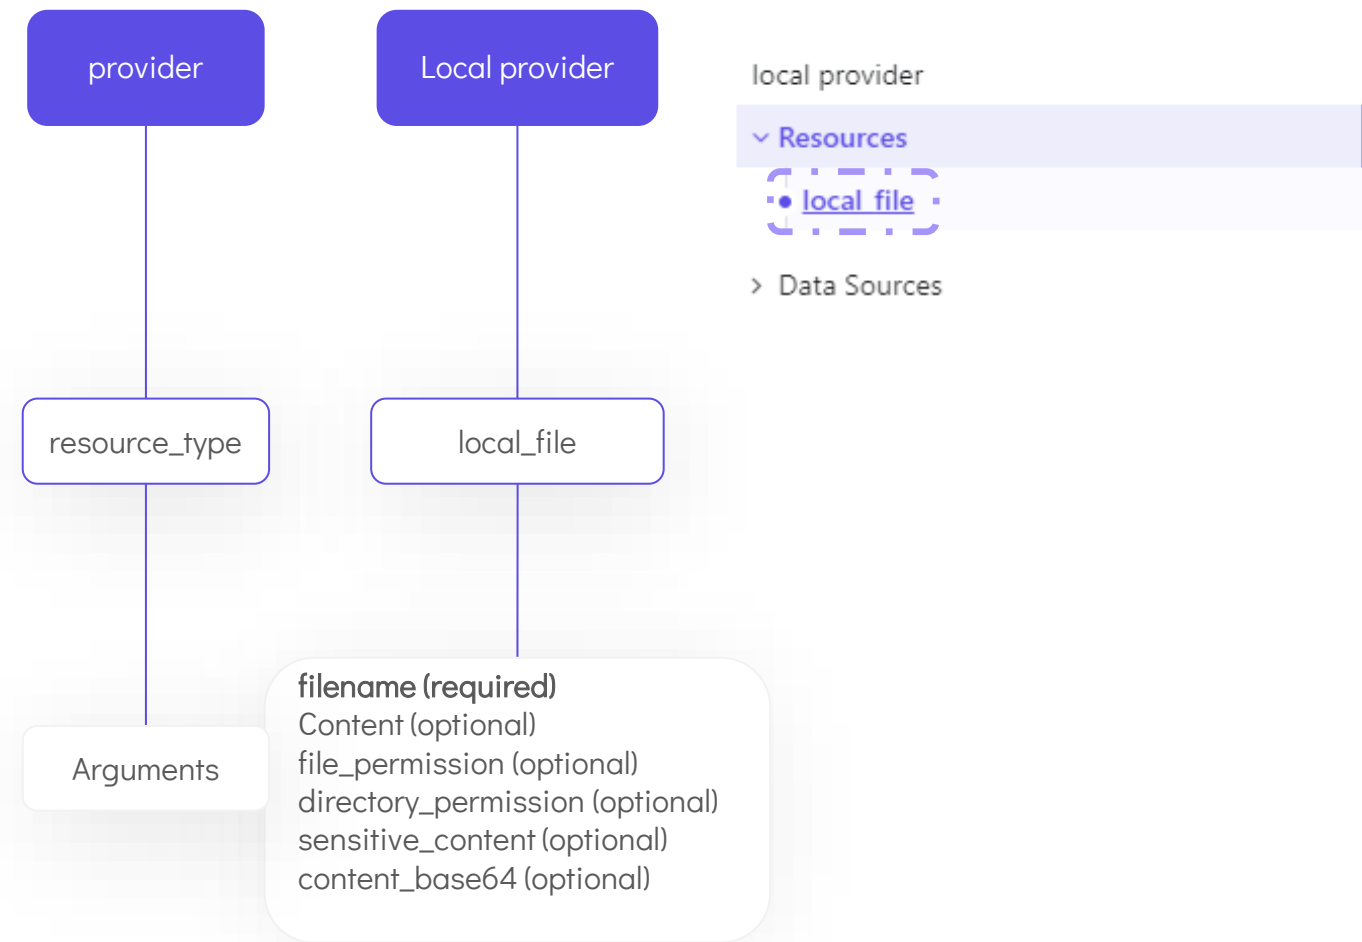 provider
Local provider
local provider
Resources
local_file
Data Sources
resource_type
local_file
Arguments
filename (required)
Content (optional)
file_permission (optional)
directory_permission (optional)
sensitive_content (optional)
content_base64 (optional)